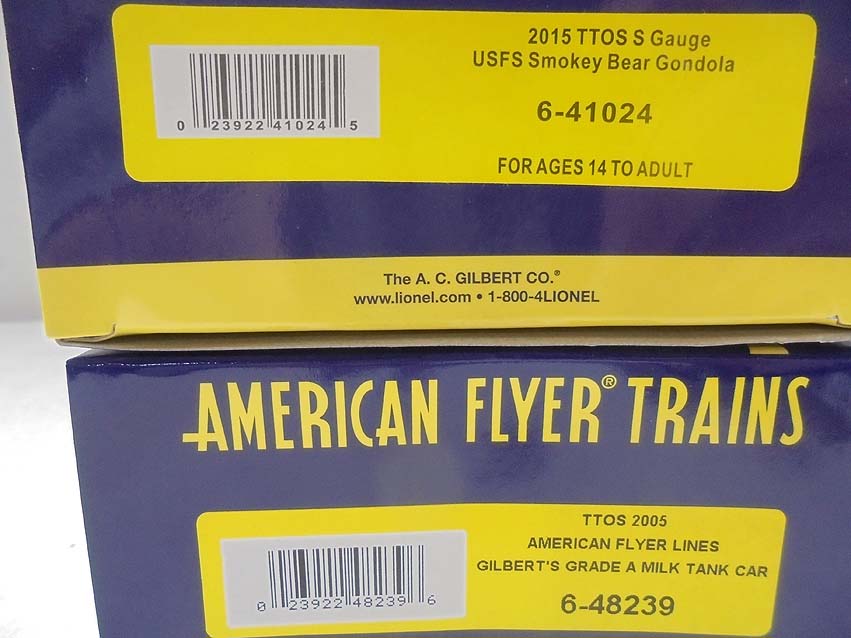 2015 TTOS S Gauge
USFS Smokey Bear Gondola
6-41024
0 23922 41024 5
FOR AGES 14 TO ADULT
The A. C. GILBERT CO.®
www.lionel.com • 1-800-4LIONEL
AMERICAN FLYER® TRAINS
TTOS 2005
AMERICAN FLYER LINES
GILBERT'S GRADE A MILK TANK CAR
6-48239
0 23922 48239 6